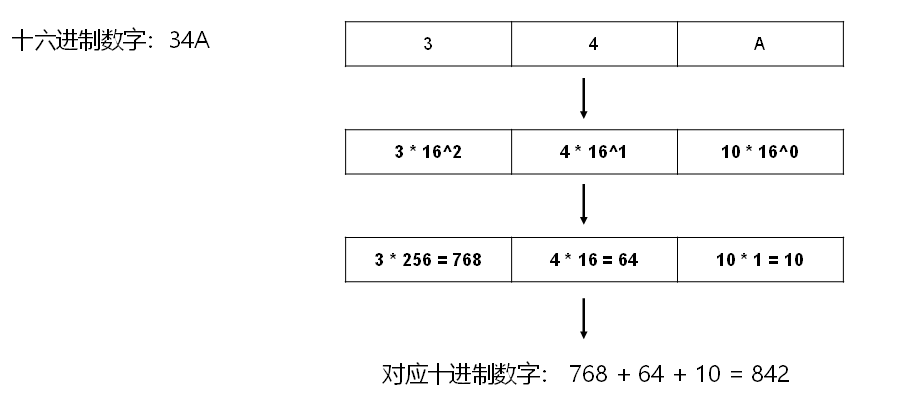 十六进制数字：34A
3 4 A
3 * 16^2 4 * 16^1 10 * 16^0
3 * 256 = 768 4 * 16 = 64 10 * 1 = 10
对应十进制数字： 768 + 64 + 10 = 842